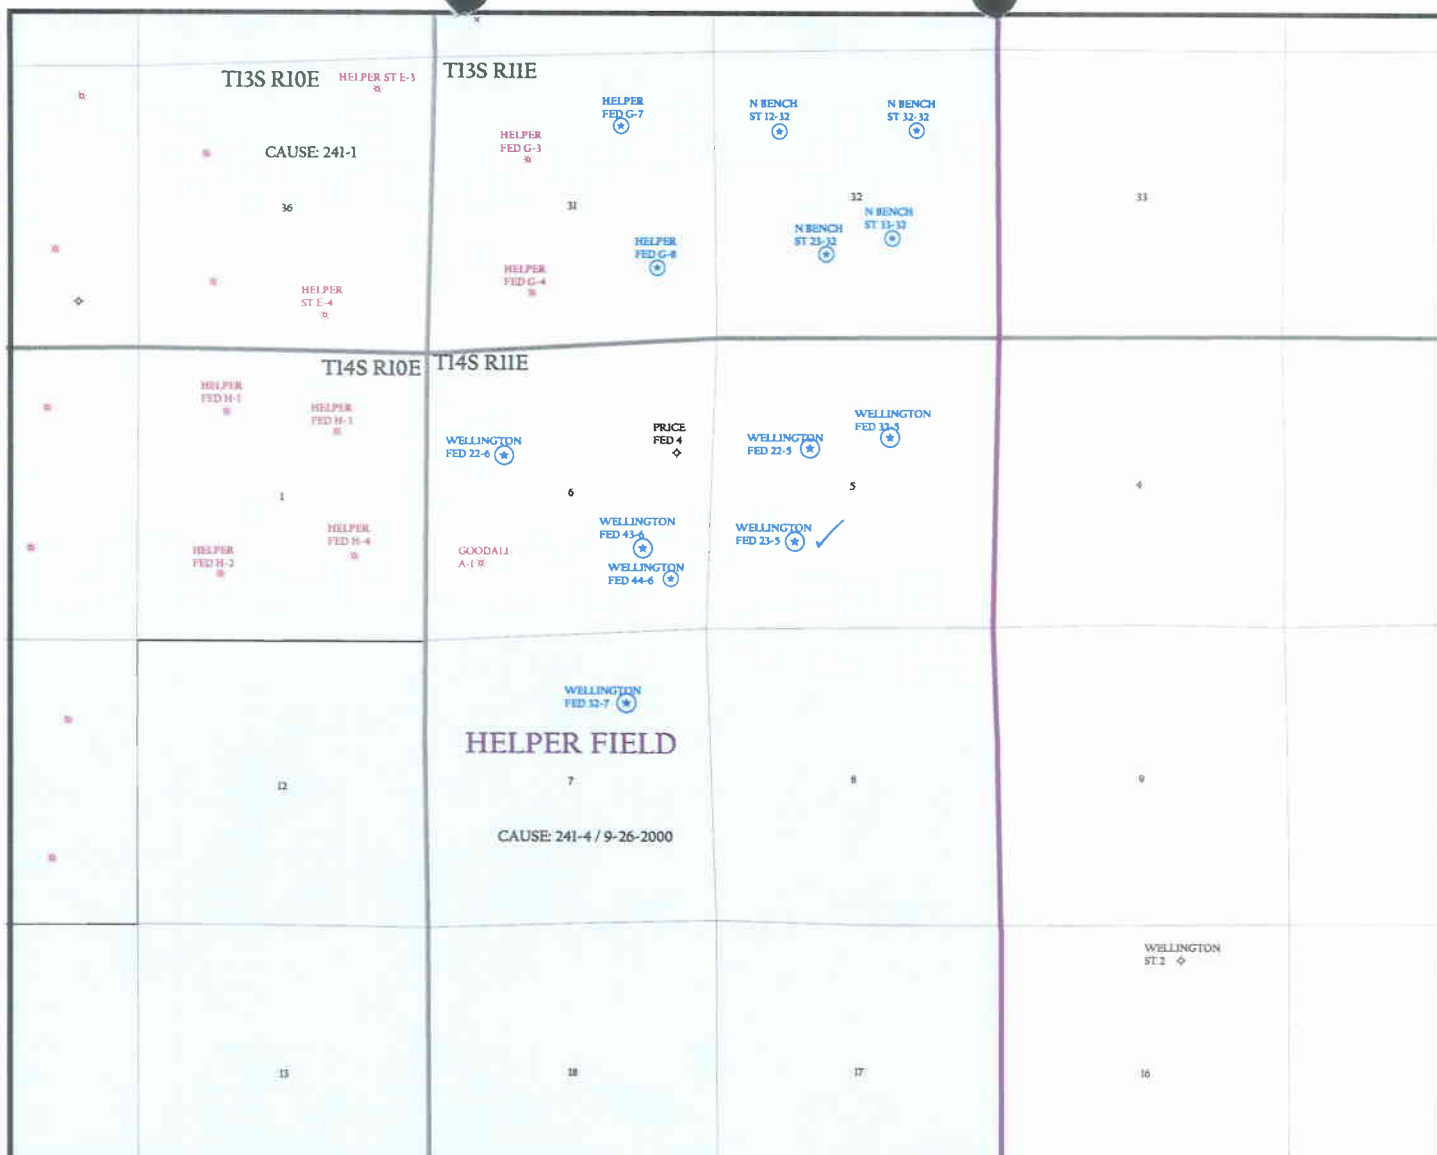 T13S R10E
HELPER ST E-3
T13S R11E
HELPER
FED G-7
N BENCH
ST 12-32
N BENCH
ST 32-32
HELPER
FED G-3
CAUSE: 241-1
36
31
32
33
N BENCH
ST 33-32
N BENCH
ST 23-32
HELPER
FED G-8
HELPER
FED G-4
HELPER
ST E-4
T14S R10E
T14S R11E
HELPER
FED H-1
HELPER
FED H-3
WELLINGTON
FED 22-6
PRICE
FED 4
WELLINGTON
FED 22-5
WELLINGTON
FED 32-5
1
6
5
4
HELPER
FED H-2
HELPER
FED H-4
GOODALL
A-1
WELLINGTON
FED 43-6
WELLINGTON
FED 44-6
WELLINGTON
FED 23-5
WELLINGTON
FED 32-7
HELPER FIELD
12
7
8
9
CAUSE: 241-4 / 9-26-2000
WELLINGTON
ST 2
13
18
17
16